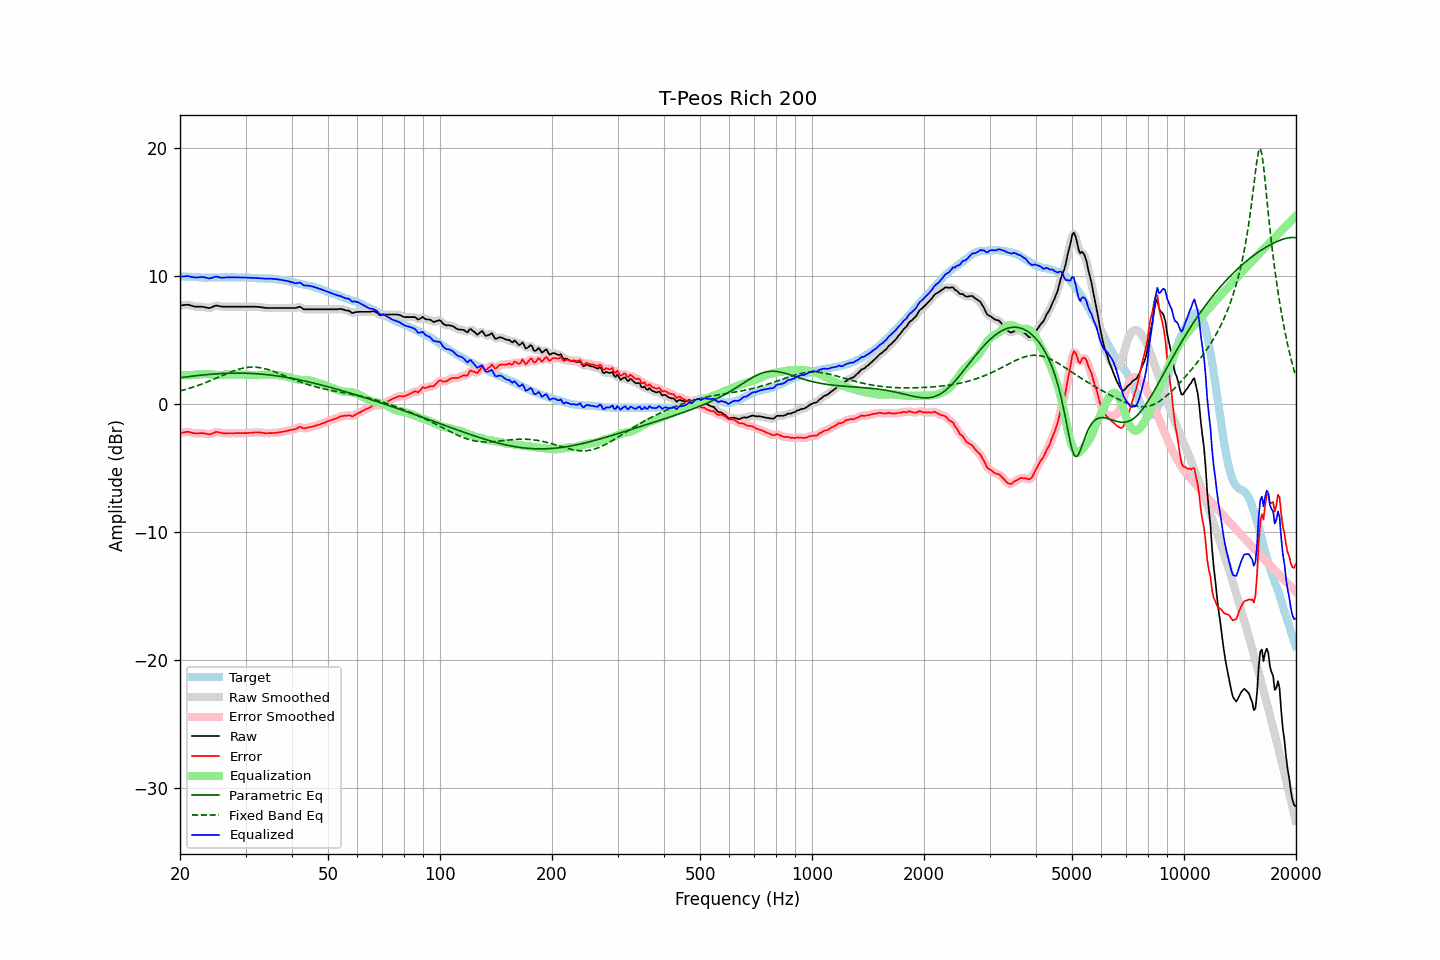 T-Peos Rich 200
Amplitude (dBr)
20
10
0
−10
−20
−30
Target
Raw Smoothed
Error Smoothed
Raw
Error
Equalization
Parametric Eq
Fixed Band Eq
Equalized
20 50 100 200 500 1000 2000 5000 10000 20000
Frequency (Hz)